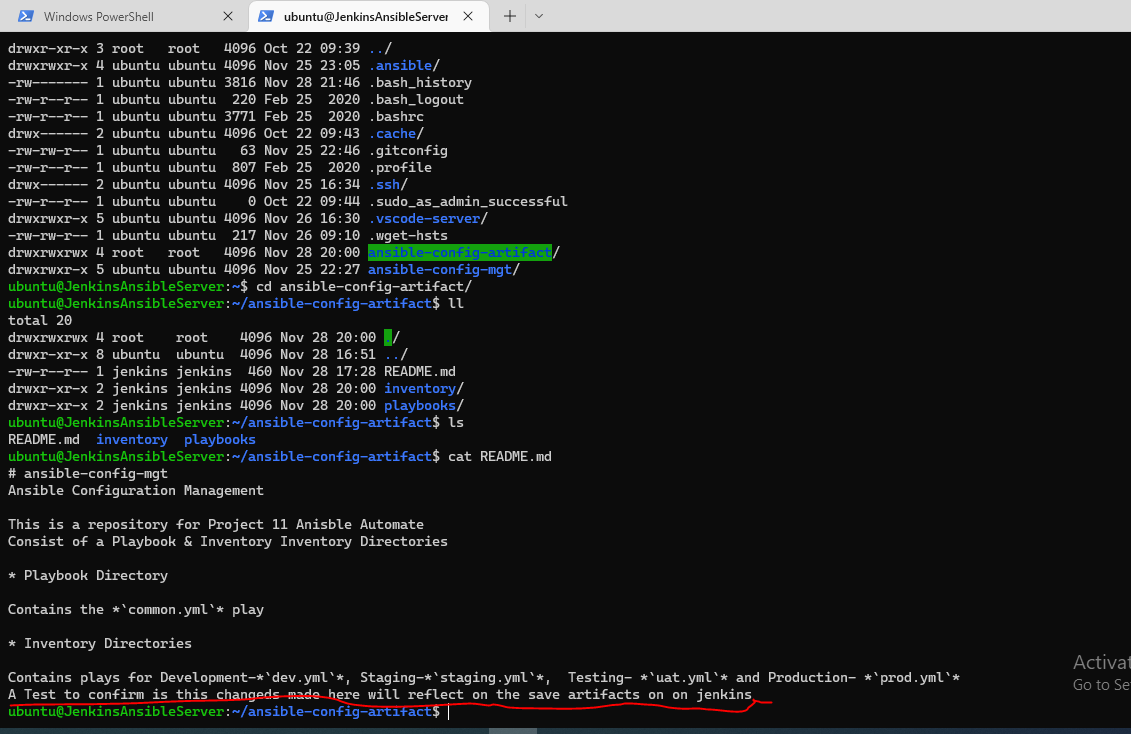 Windows PowerShell
ubuntu@JenkinsAnsibleServer
drwxr-xr-x 3 root   root   4096 Oct 22 09:39 ../
drwxrwxr-x 4 ubuntu ubuntu 4096 Nov 25 23:05 .ansible/
-rw------- 1 ubuntu ubuntu 3816 Nov 28 21:46 .bash_history
-rw-r--r-- 1 ubuntu ubuntu  220 Feb 25  2020 .bash_logout
-rw-r--r-- 1 ubuntu ubuntu 3771 Feb 25  2020 .bashrc
drwx------ 2 ubuntu ubuntu 4096 Oct 22 09:43 .cache/
-rw-rw-r-- 1 ubuntu ubuntu   63 Nov 25 22:46 .gitconfig
-rw-r--r-- 1 ubuntu ubuntu  807 Feb 25  2020 .profile
drwx------ 2 ubuntu ubuntu 4096 Nov 25 16:34 .ssh/
-rw-r--r-- 1 ubuntu ubuntu    0 Oct 22 09:44 .sudo_as_admin_successful
drwxrwxr-x 5 ubuntu ubuntu 4096 Nov 26 16:30 .vscode-server/
-rw-rw-r-- 1 ubuntu ubuntu  217 Nov 26 09:10 .wget-hsts
drwxrwxrwx 4 root   root   4096 Nov 28 20:00 ansible-config-artifact/
drwxrwxr-x 5 ubuntu ubuntu 4096 Nov 25 22:27 ansible-config-mgt/
ubuntu@JenkinsAnsibleServer:~$ cd ansible-config-artifact/
ubuntu@JenkinsAnsibleServer:~/ansible-config-artifact$ ll
total 20
drwxrwxrwx 4 root    root    4096 Nov 28 20:00 ./
drwxr-xr-x 8 ubuntu  ubuntu  4096 Nov 28 16:51 ../
-rw-r--r-- 1 jenkins jenkins  460 Nov 28 17:28 README.md
drwxr-xr-x 2 jenkins jenkins 4096 Nov 28 20:00 inventory/
drwxr-xr-x 2 jenkins jenkins 4096 Nov 28 20:00 playbooks/
ubuntu@JenkinsAnsibleServer:~/ansible-config-artifact$ ls
README.md  inventory  playbooks
ubuntu@JenkinsAnsibleServer:~/ansible-config-artifact$ cat README.md
# ansible-config-mgt
Ansible Configuration Management
This is a repository for Project 11 Anisble Automate
Consist of a Playbook & Inventory Inventory Directories
* Playbook Directory
Contains the *`common.yml`* play
* Inventory Directories
Contains plays for Development-*`dev.yml`*, Staging-*`staging.yml`*,  Testing- *`uat.yml`* and Production- *`prod.yml`*
A Test to confirm is this changeds made here will reflect on the save artifacts on on jenkins
ubuntu@JenkinsAnsibleServer:~/ansible-config-artifact$
Activat
Go to Se